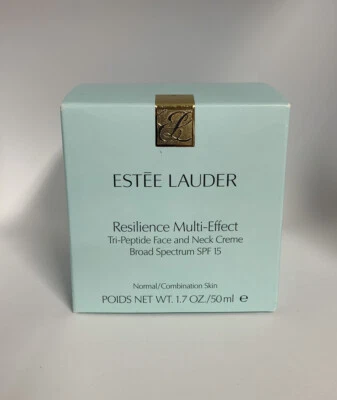 EL
ESTĒE LAUDER
Resilience Multi-Effect
Tri-Peptide Face and Neck Creme
Broad Spectrum SPF 15
Normal/Combination Skin
POIDS NET WT. 1.7 OZ./50 ml ℮